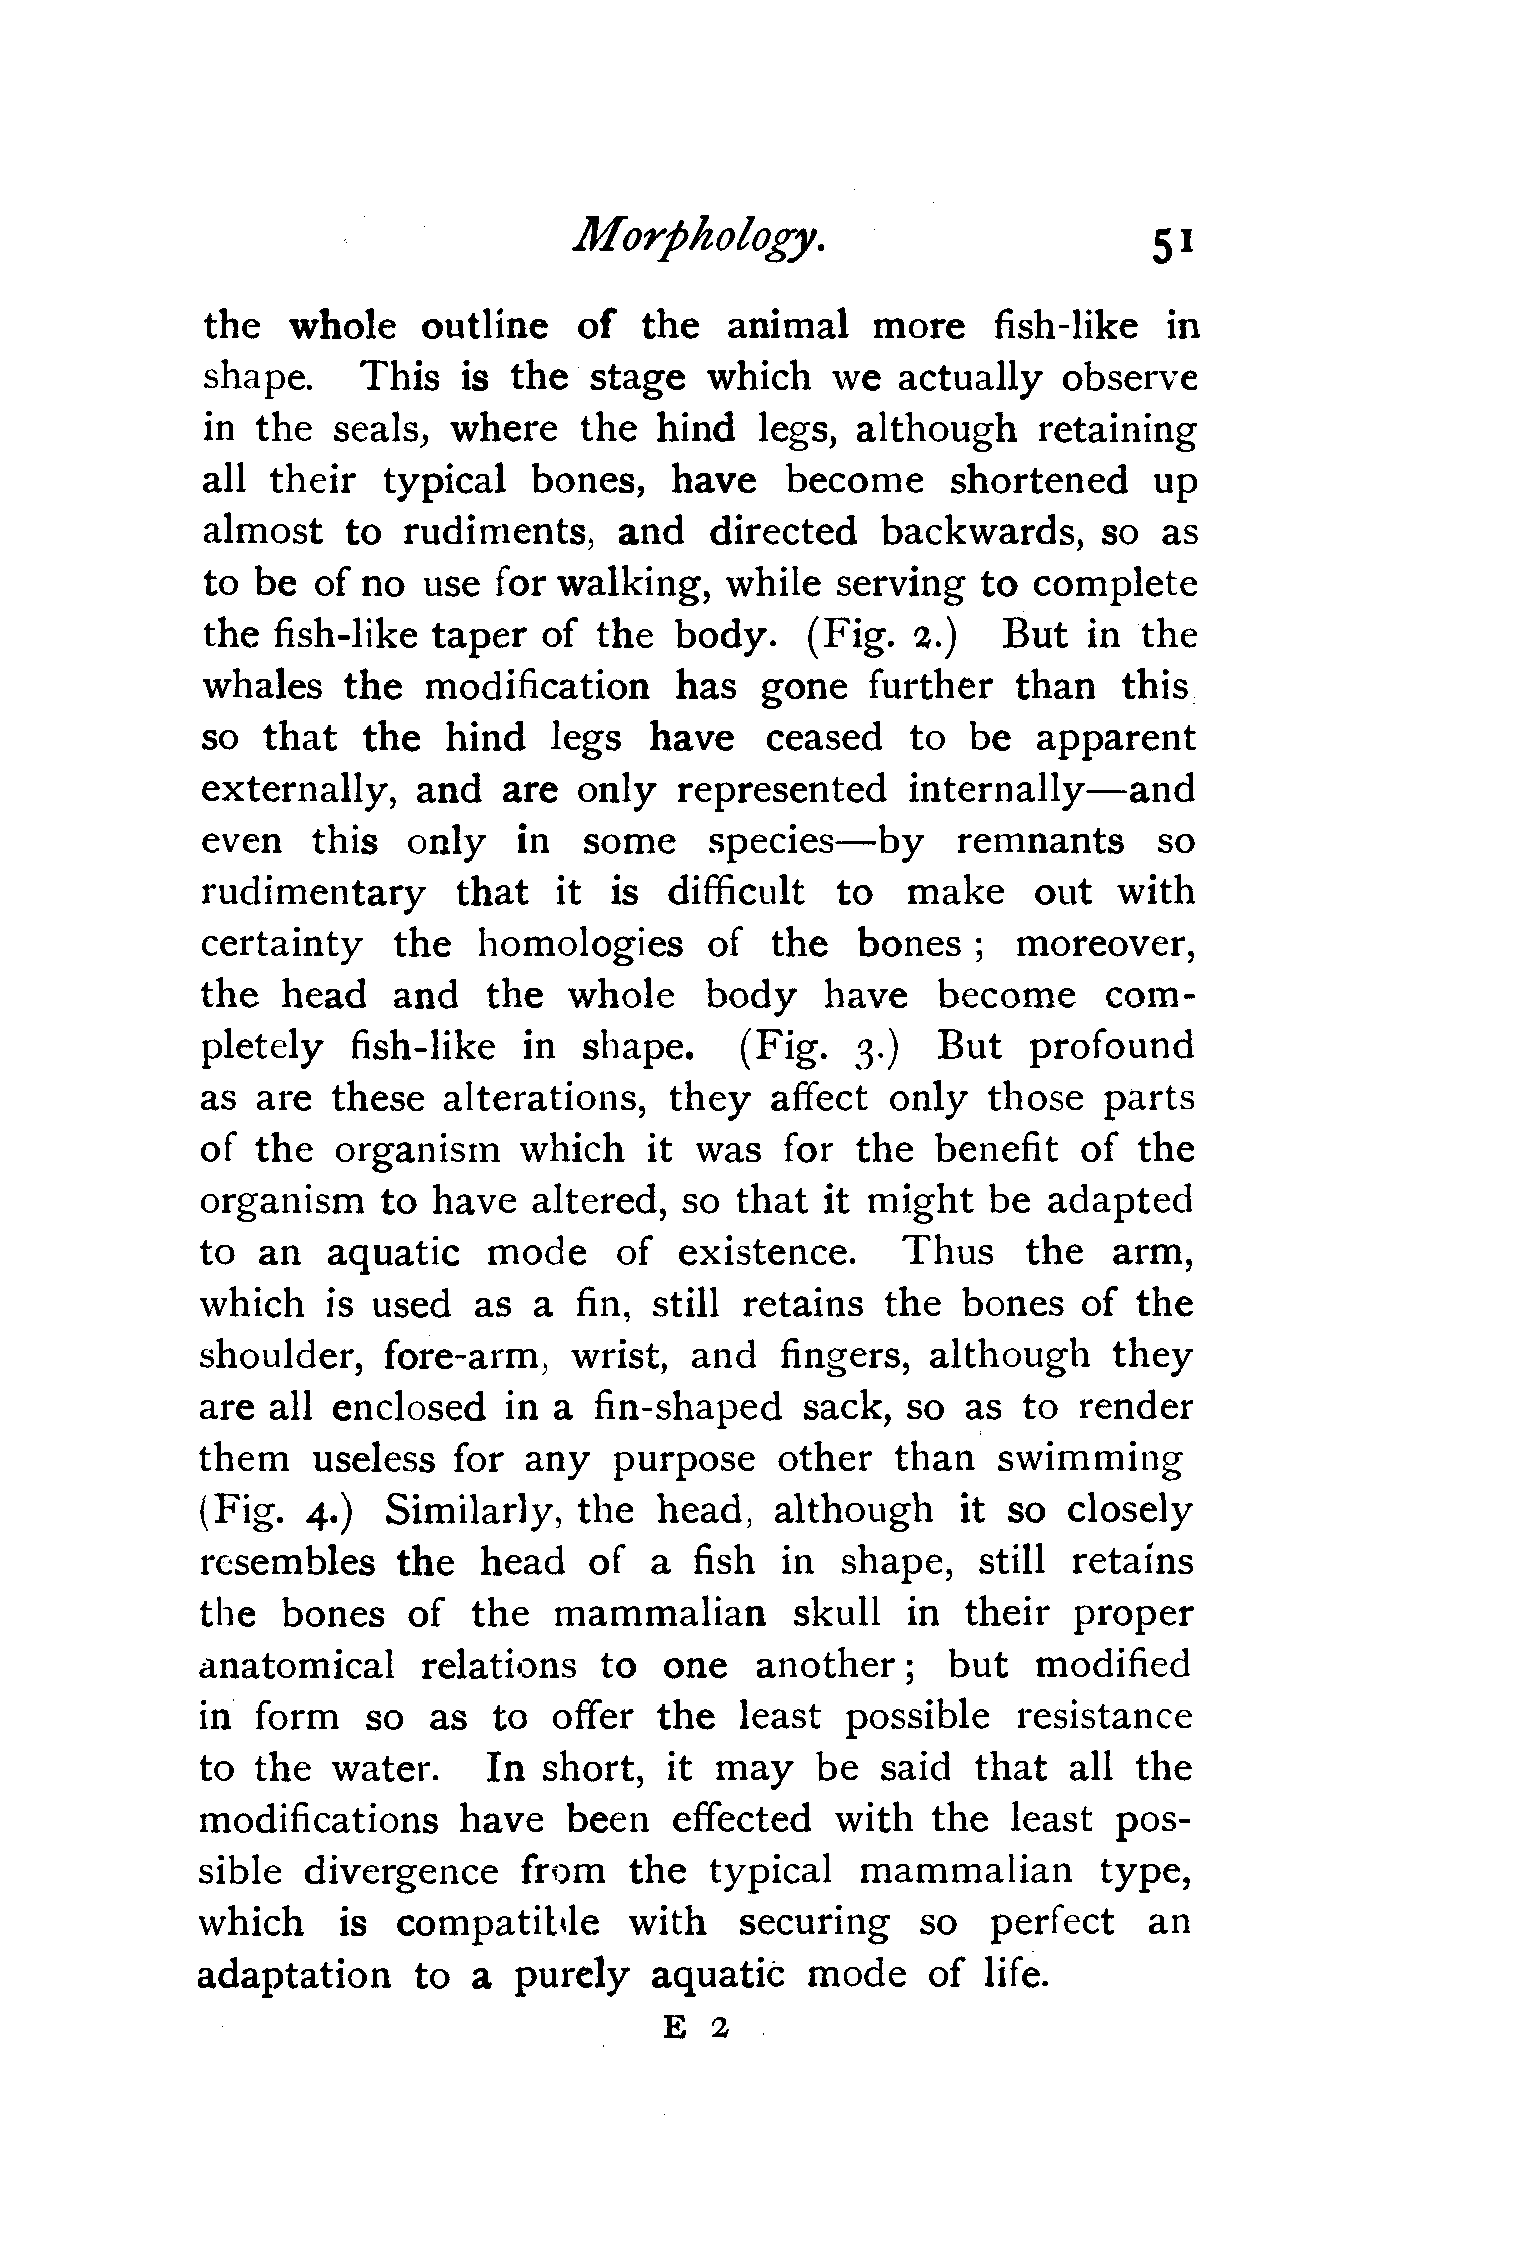 Morphology. 51
the whole outline of the animal more fish-like in
shape. This is the stage which we actually observe
in the seals, where the hind legs, although retaining
all their typical bones, have become shortened up
almost to rudiments, and directed backwards, so as
to be of no use for walking, while serving to complete
the fish-like taper of the body. (Fig. 2.) But in the
whales the modification has gone further than this
so that the hind legs have ceased to be apparent
externally, and are only represented internally—and
even this only in some species—by remnants so
rudimentary that it is difficult to make out with
certainty the homologies of the bones ; moreover,
the head and the whole body have become com-
pletely fish-like in shape. (Fig. 3.) But profound
as are these alterations, they affect only those parts
of the organism which it was for the benefit of the
organism to have altered, so that it might be adapted
to an aquatic mode of existence. Thus the arm,
which is used as a fin, still retains the bones of the
shoulder, fore-arm, wrist, and fingers, although they
are all enclosed in a fin-shaped sack, so as to render
them useless for any purpose other than swimming
(Fig. 4.) Similarly, the head, although it so closely
resembles the head of a fish in shape, still retains
the bones of the mammalian skull in their proper
anatomical relations to one another ; but modified
in form so as to offer the least possible resistance
to the water. In short, it may be said that all the
modifications have been effected with the least pos-
sible divergence from the typical mammalian type,
which is compatible with securing so perfect an
adaptation to a purely aquatic mode of life.
E 2